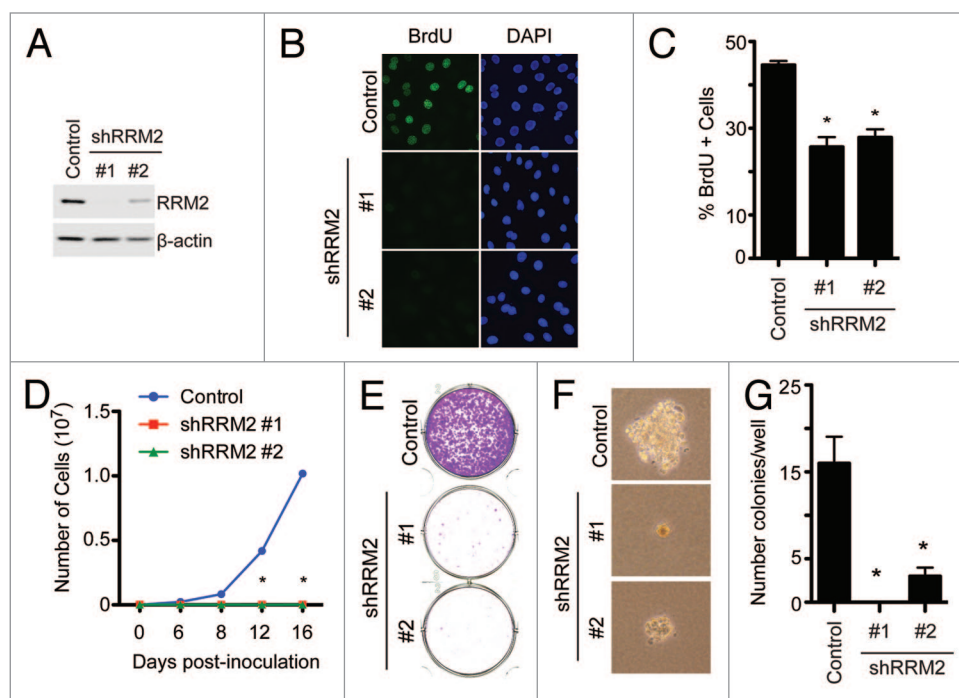 A
Control
shRRM2
#1 #2
RRM2
β-actin
B
BrdU DAPI
Control
shRRM2
#1
#2
C
% BrdU + Cells
45
30
15
0
* *
Control
#1 #2
shRRM2
D
Control
shRRM2 #1
shRRM2 #2
Number of Cells (10⁷)
1.5
1.0
0.5
0
* *
0 6 8 12 16
Days post-inoculation
E
Control
shRRM2
#1
#2
F
Control
shRRM2
#1
#2
G
Number colonies/well
25
15
5
0
* *
Control
#1 #2
shRRM2